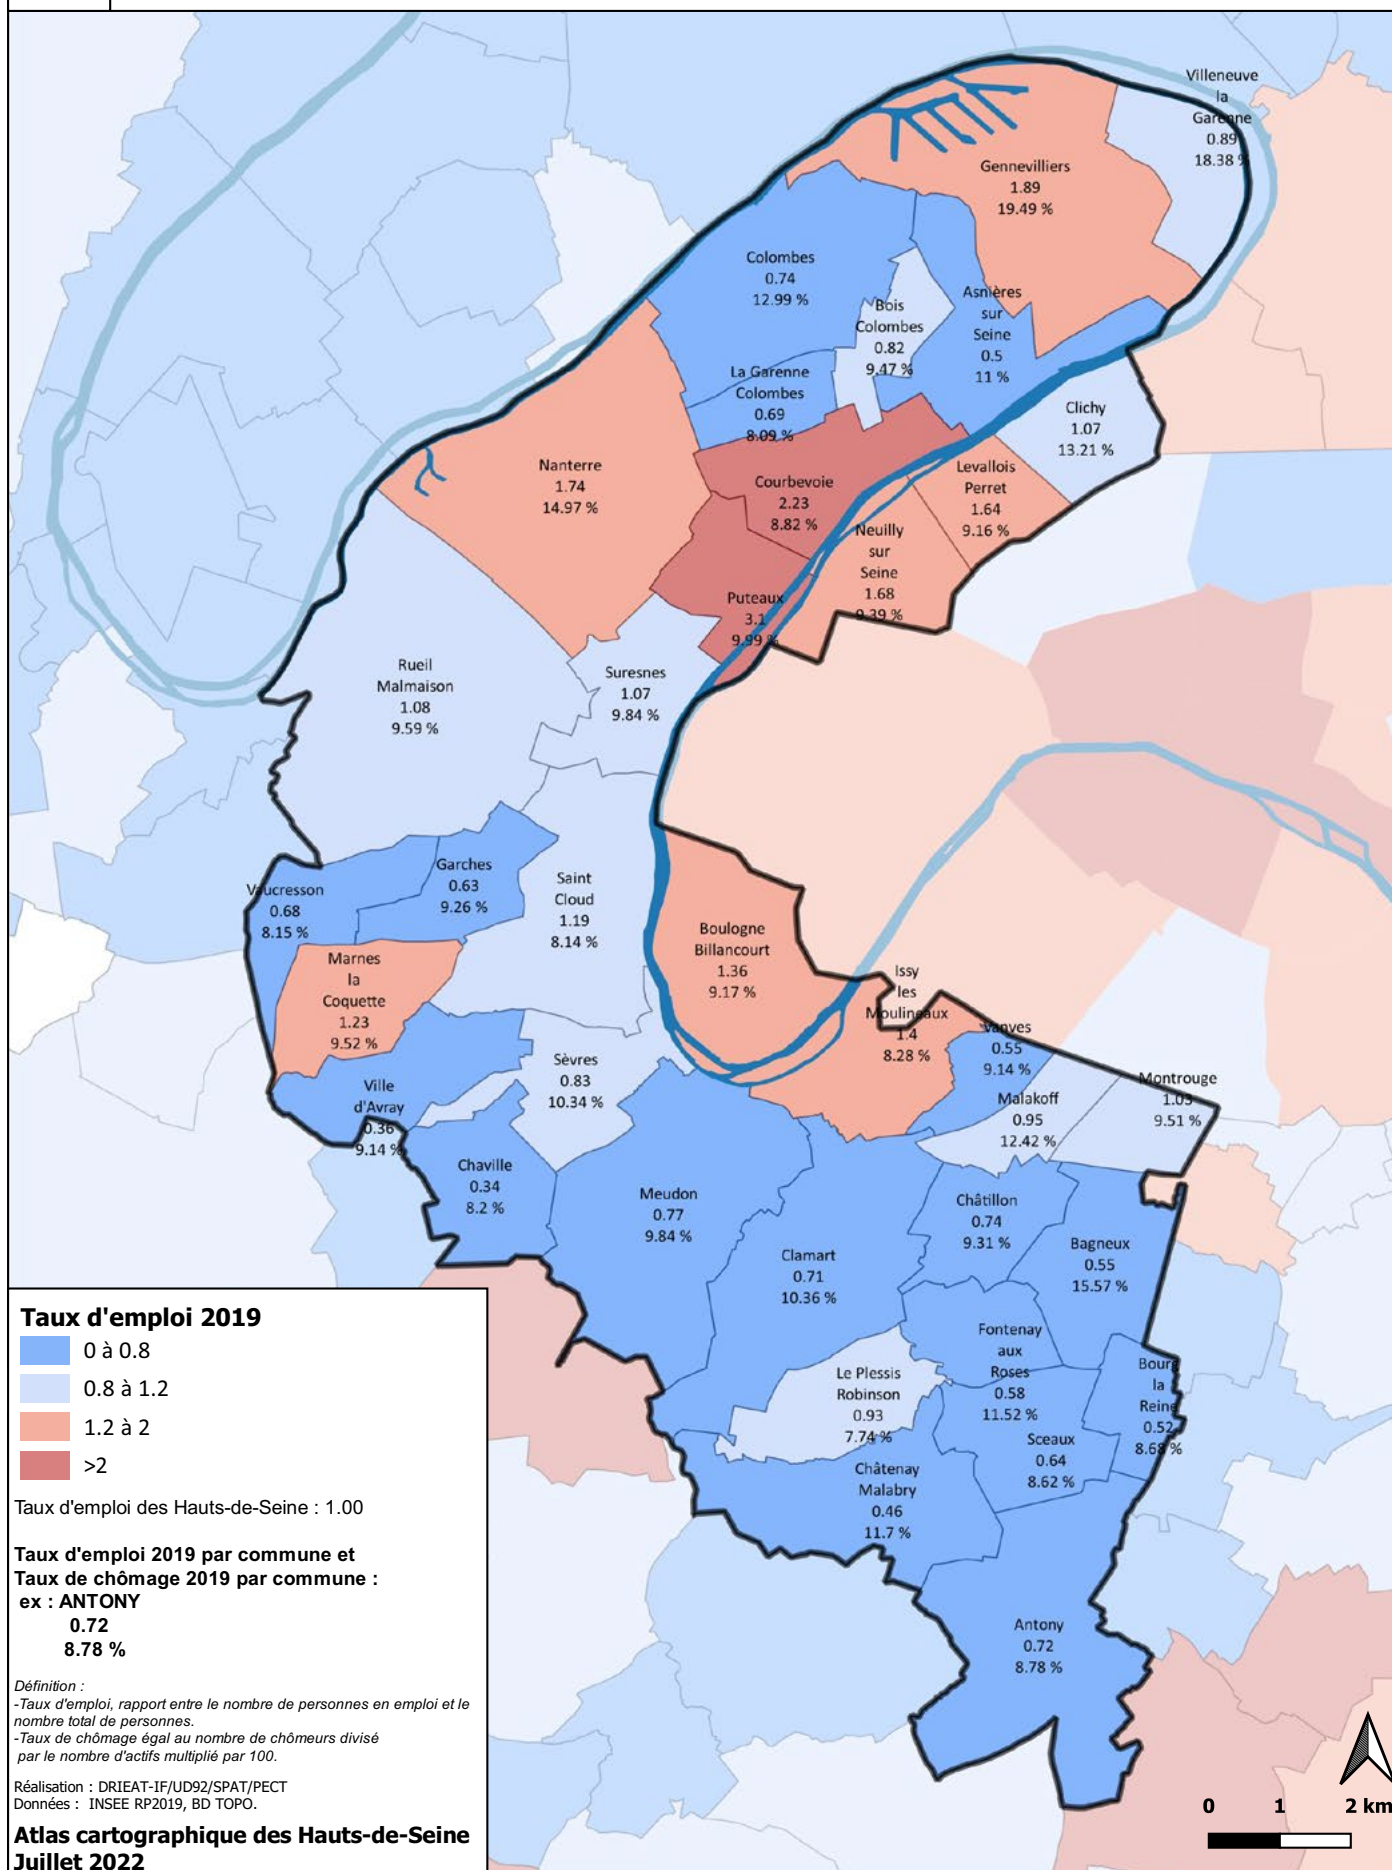 Villeneuve
la
Garenne
0.89
18.38 %
Gennevilliers
1.89
19.49 %
Colombes
0.74
12.99 %
Bois
Colombes
0.82
9.47 %
Asnières
sur
Seine
0.5
11 %
La Garenne
Colombes
0.69
8.09 %
Clichy
1.07
13.21 %
Nanterre
1.74
14.97 %
Courbevoie
2.23
8.82 %
Levallois
Perret
1.64
9.16 %
Neuilly
sur
Seine
1.68
9.39 %
Puteaux
3.1
9.99 %
Rueil
Malmaison
1.08
9.59 %
Suresnes
1.07
9.84 %
Garches
0.63
9.26 %
Vaucresson
0.68
8.15 %
Saint
Cloud
1.19
8.14 %
Boulogne
Billancourt
1.36
9.17 %
Marnes
la
Coquette
1.23
9.52 %
Issy
les
Moulineaux
1.4
8.28 %
Vanves
0.55
9.14 %
Sèvres
0.83
10.34 %
Ville
d'Avray
0.36
9.14 %
Malakoff
0.95
12.42 %
Montrouge
1.03
9.51 %
Chaville
0.34
8.2 %
Meudon
0.77
9.84 %
Châtillon
0.74
9.31 %
Clamart
0.71
10.36 %
Bagneux
0.55
15.57 %
Fontenay
aux
Roses
0.58
11.52 %
Le Plessis
Robinson
0.93
7.74 %
Bourg
la
Reine
0.52
8.68 %
Sceaux
0.64
8.62 %
Châtenay
Malabry
0.46
11.7 %
Antony
0.72
8.78 %
Taux d'emploi 2019
0 à 0.8
0.8 à 1.2
1.2 à 2
>2
Taux d'emploi des Hauts-de-Seine : 1.00
Taux d'emploi 2019 par commune et
Taux de chômage 2019 par commune :
ex : ANTONY
0.72
8.78 %
Définition :
-Taux d'emploi, rapport entre le nombre de personnes en emploi et le
nombre total de personnes.
-Taux de chômage égal au nombre de chômeurs divisé
par le nombre d'actifs multiplié par 100.
Réalisation : DRIEAT-IF/UD92/SPAT/PECT
Données : INSEE RP2019, BD TOPO.
Atlas cartographique des Hauts-de-Seine
Juillet 2022
0 1 2 km